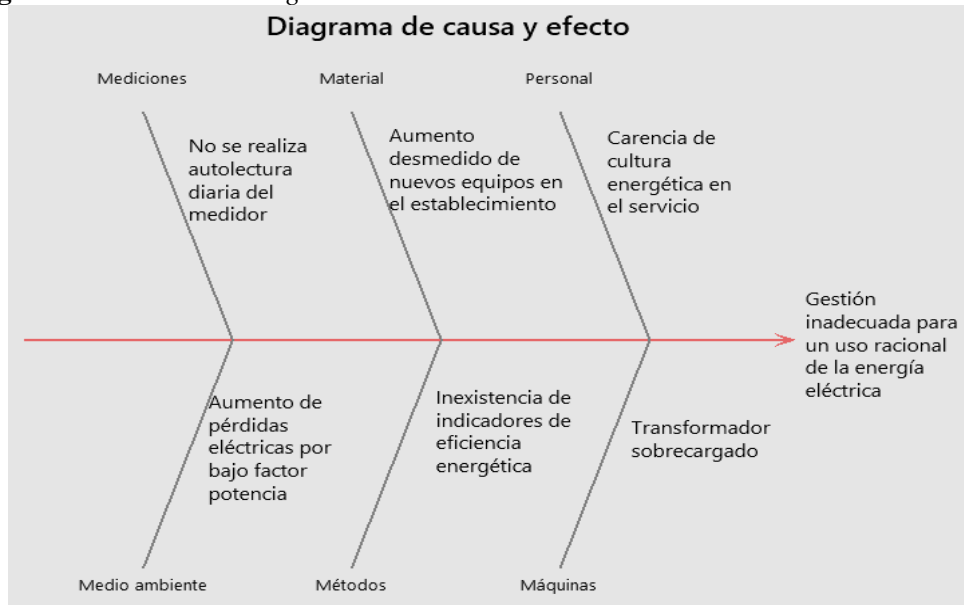 Diagrama de causa y efecto
Mediciones
Material
Personal
No se realiza
autolectura
diaria del
medidor
Aumento
desmedido de
nuevos equipos en
el establecimiento
Carencia de
cultura
energética en
el servicio
Gestión
inadecuada para
un uso racional
de la energía
eléctrica
Aumento de
pérdidas
eléctricas por
bajo factor
potencia
Inexistencia de
indicadores de
eficiencia
energética
Transformador
sobrecargado
Medio ambiente
Métodos
Máquinas